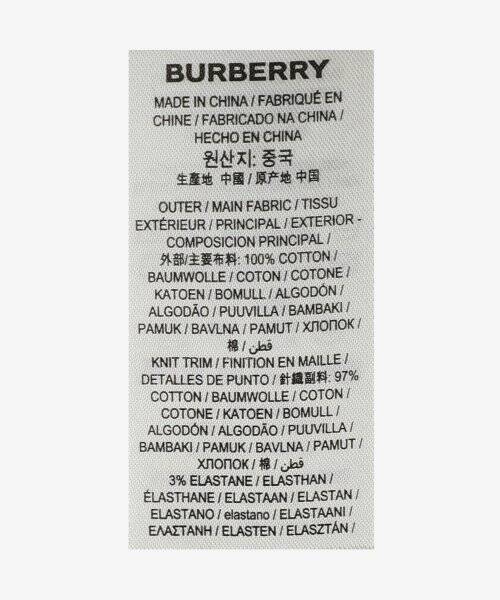 BURBERRY
MADE IN CHINA / FABRIQUÉ EN
CHINE / FABRICADO NA CHINA /
HECHO EN CHINA
원산지: 중국
生產地 中國 / 原产地 中国
OUTER / MAIN FABRIC / TISSU
EXTÉRIEUR / PRINCIPAL / EXTERIOR -
COMPOSICION PRINCIPAL /
外部/主要布料: 100% COTTON /
BAUMWOLLE / COTON / COTONE /
KATOEN / BOMULL / ALGODÓN /
ALGODÃO / PUUVILLA / BAMBAKI /
PAMUK / BAVLNA / PAMUT / ХЛОПОК /
棉 / قطن /
KNIT TRIM / FINITION EN MAILLE /
DETALLES DE PUNTO / 針織副料: 97%
COTTON / BAUMWOLLE / COTON /
COTONE / KATOEN / BOMULL /
ALGODÓN / ALGODÃO / PUUVILLA /
BAMBAKI / PAMUK / BAVLNA / PAMUT /
ХЛОПОК / 棉 / قطن /
3% ELASTANE / ELASTHAN /
ÉLASTHANE / ELASTAAN / ELASTAN /
ELASTANO / elastano / ELASTAANI /
ΕΛΑΣΤΑΝΗ / ELASTEN / ELASZTÁN /